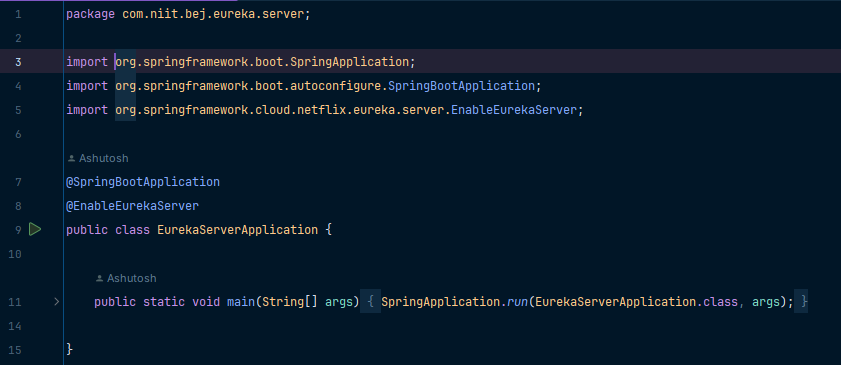 1 package com.niit.bej.eureka.server;
2
3 import org.springframework.boot.SpringApplication;
4 import org.springframework.boot.autoconfigure.SpringBootApplication;
5 import org.springframework.cloud.netflix.eureka.server.EnableEurekaServer;
6
Ashutosh
7 @SpringBootApplication
8 @EnableEurekaServer
9 public class EurekaServerApplication {
10
Ashutosh
11 public static void main(String[] args) { SpringApplication.run(EurekaServerApplication.class, args); }
14
15 }